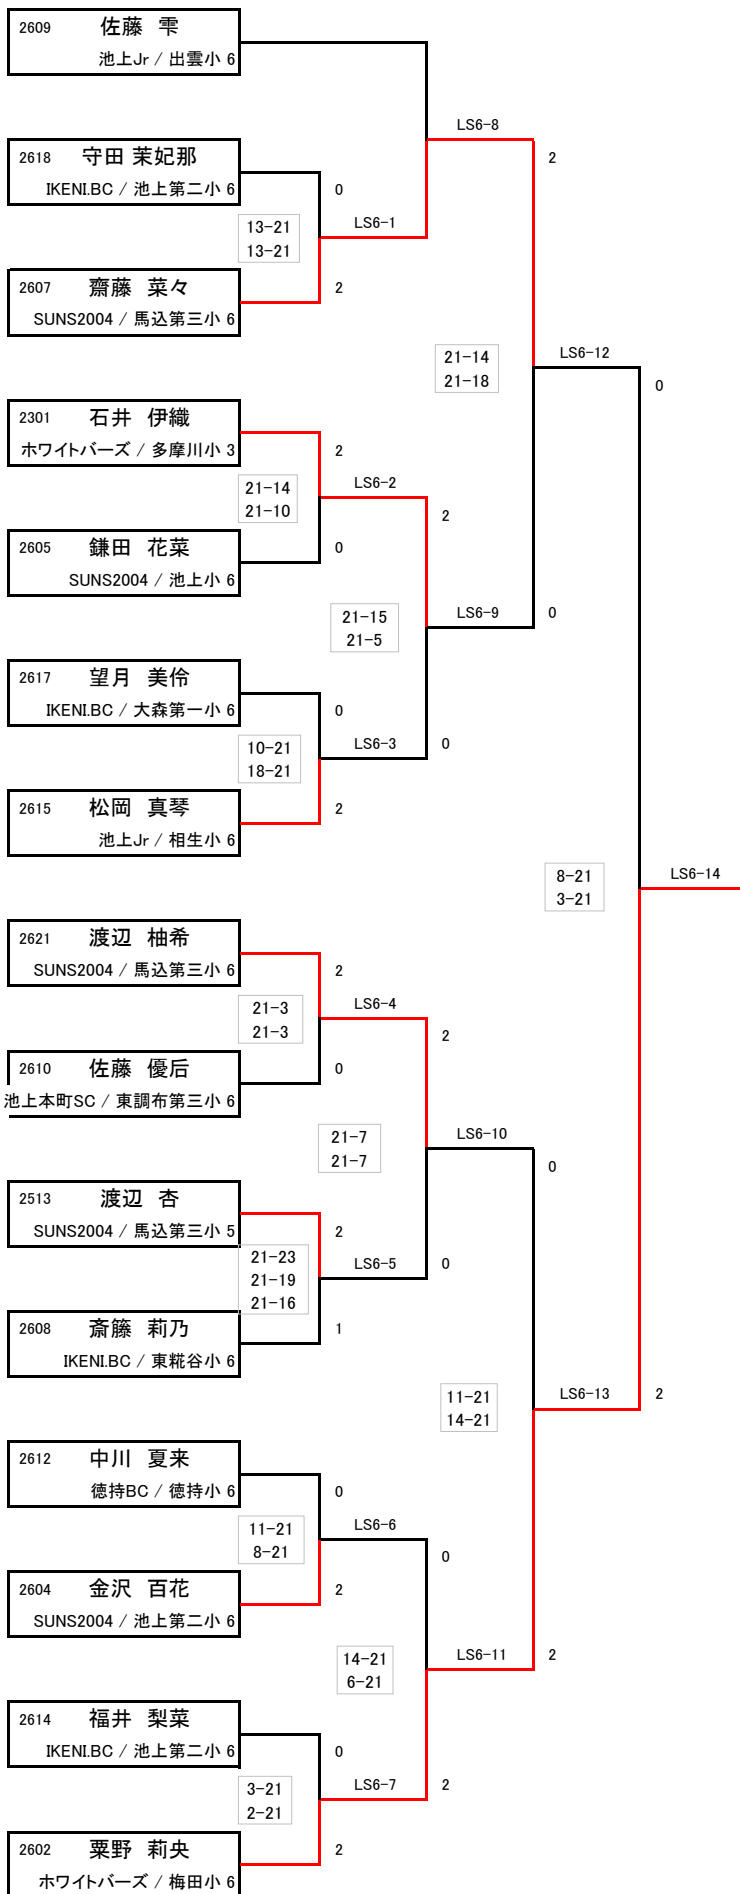 2609 佐藤 雫
池上Jr / 出雲小 6
LS6-8
2
2618 守田 茉妃那
IKENI.BC / 池上第二小 6
0
13-21
13-21
LS6-1
2607 齋藤 菜々
SUNS2004 / 馬込第三小 6
2
21-14
21-18
LS6-12
0
2301 石井 伊織
ホワイトバーズ / 多摩川小 3
2
21-14
21-10
LS6-2
2
2605 鎌田 花菜
SUNS2004 / 池上小 6
0
21-15
21-5
LS6-9
0
2617 望月 美伶
IKENI.BC / 大森第一小 6
0
10-21
18-21
LS6-3
0
2615 松岡 真琴
池上Jr / 相生小 6
2
8-21
3-21
LS6-14
2621 渡辺 柚希
SUNS2004 / 馬込第三小 6
2
21-3
21-3
LS6-4
2
2610 佐藤 優后
池上本町SC / 東調布第三小 6
0
21-7
21-7
LS6-10
0
2513 渡辺 杏
SUNS2004 / 馬込第三小 5
2
21-23
21-19
21-16
LS6-5
0
2608 斎籐 莉乃
IKENI.BC / 東糀谷小 6
1
11-21
14-21
LS6-13
2
2612 中川 夏来
徳持BC / 徳持小 6
0
11-21
8-21
LS6-6
0
2604 金沢 百花
SUNS2004 / 池上第二小 6
2
14-21
6-21
LS6-11
2
2614 福井 梨菜
IKENI.BC / 池上第二小 6
0
3-21
2-21
LS6-7
2
2602 粟野 莉央
ホワイトバーズ / 梅田小 6
2